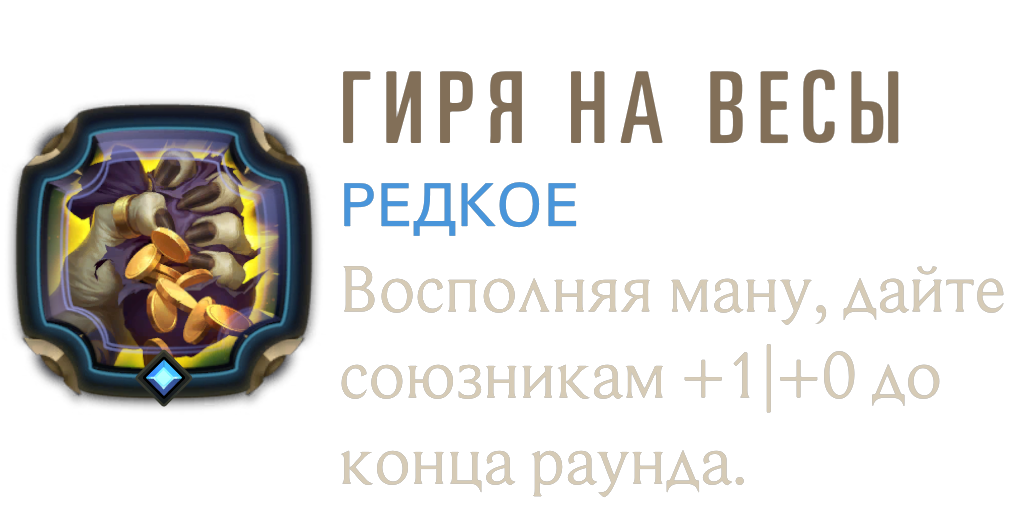 ГИРЯ НА ВЕСЫ
РЕДКОЕ
Восполняя ману, дайте
союзникам +1|+0 до
конца раунда.